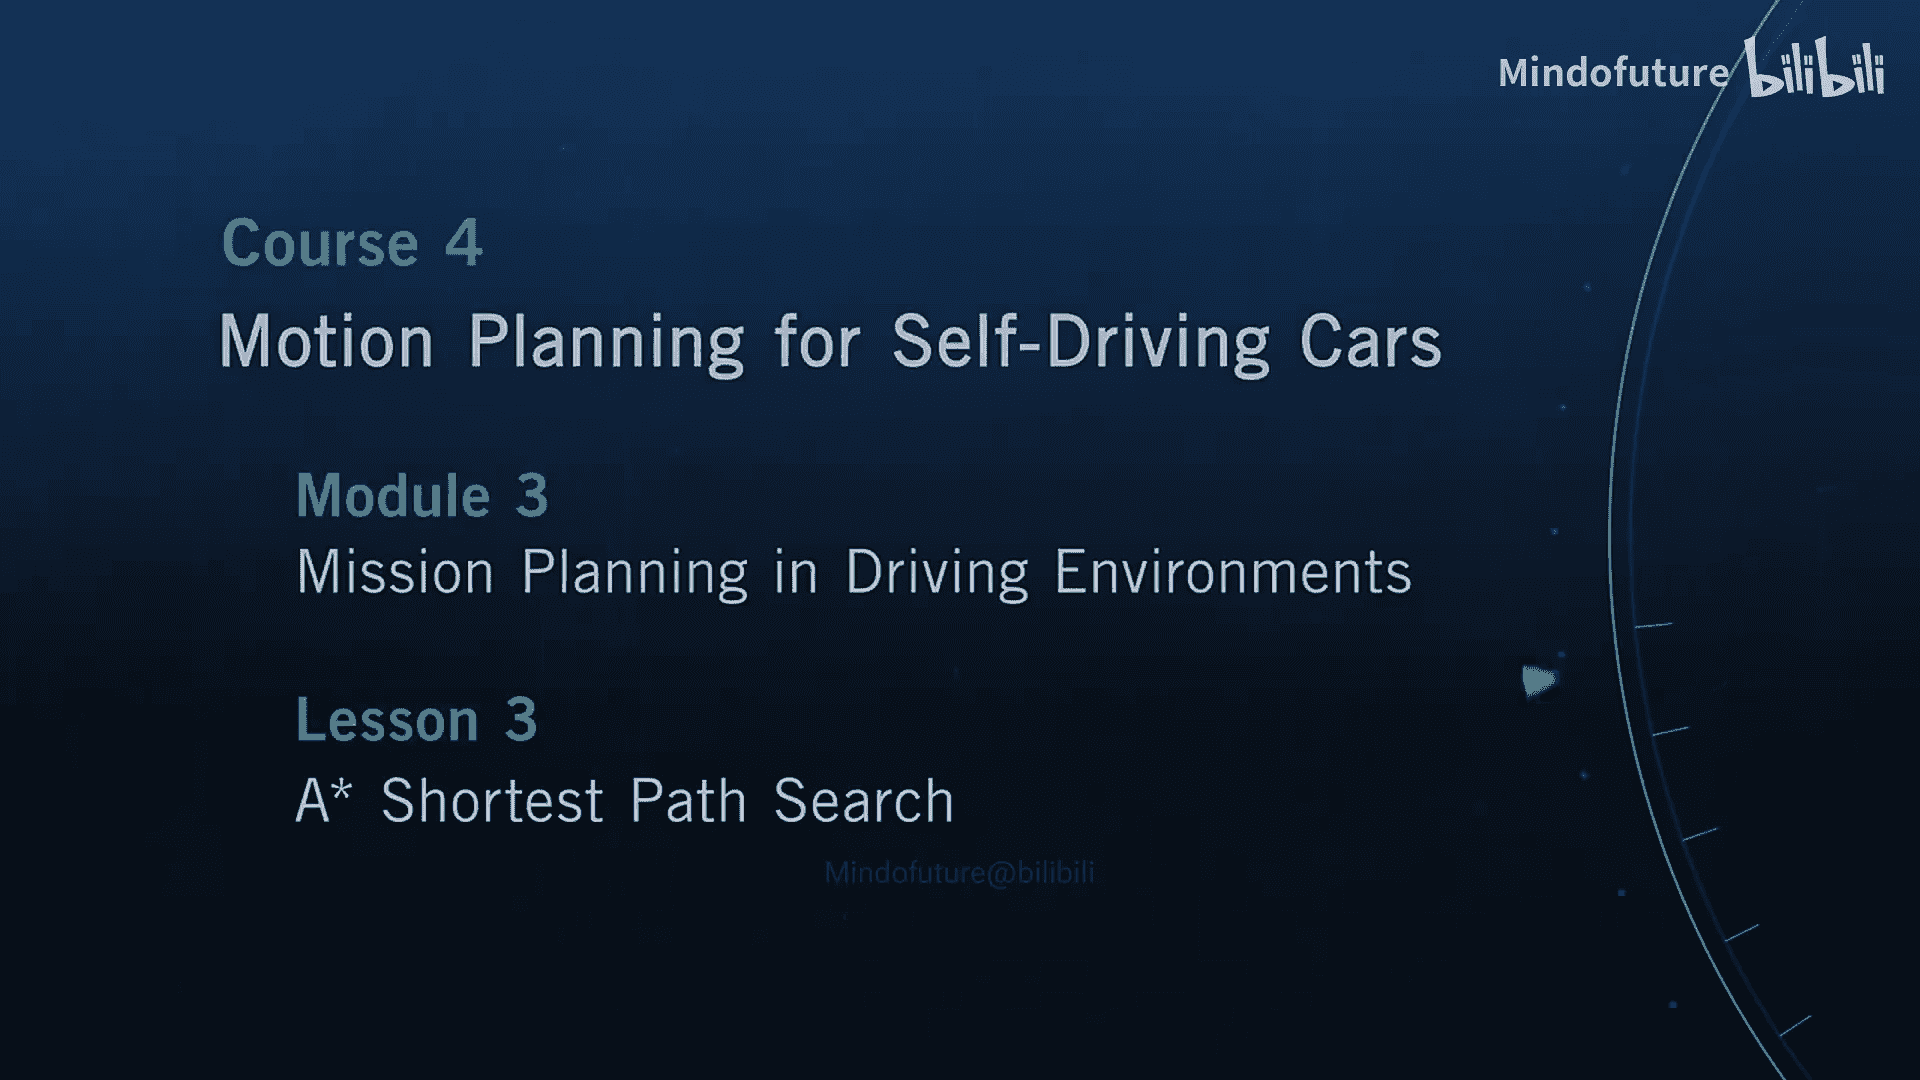 Mindofuture bilibili
Course 4
Motion Planning for Self-Driving Cars
Module 3
Mission Planning in Driving Environments
Lesson 3
A* Shortest Path Search
Mindofuture@bilibili